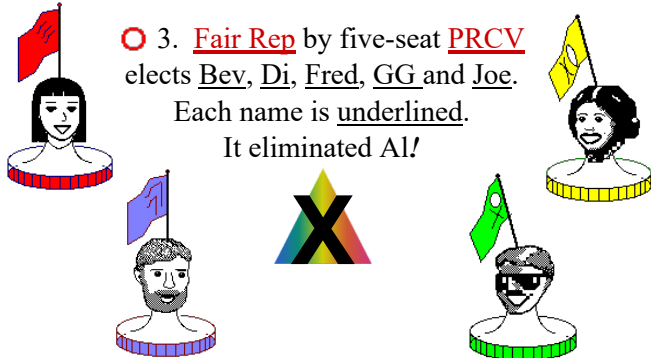 3. Fair Rep by five-seat PRCV
elects Bev, Di, Fred, GG and Joe.
Each name is underlined.
It eliminated Al!
X